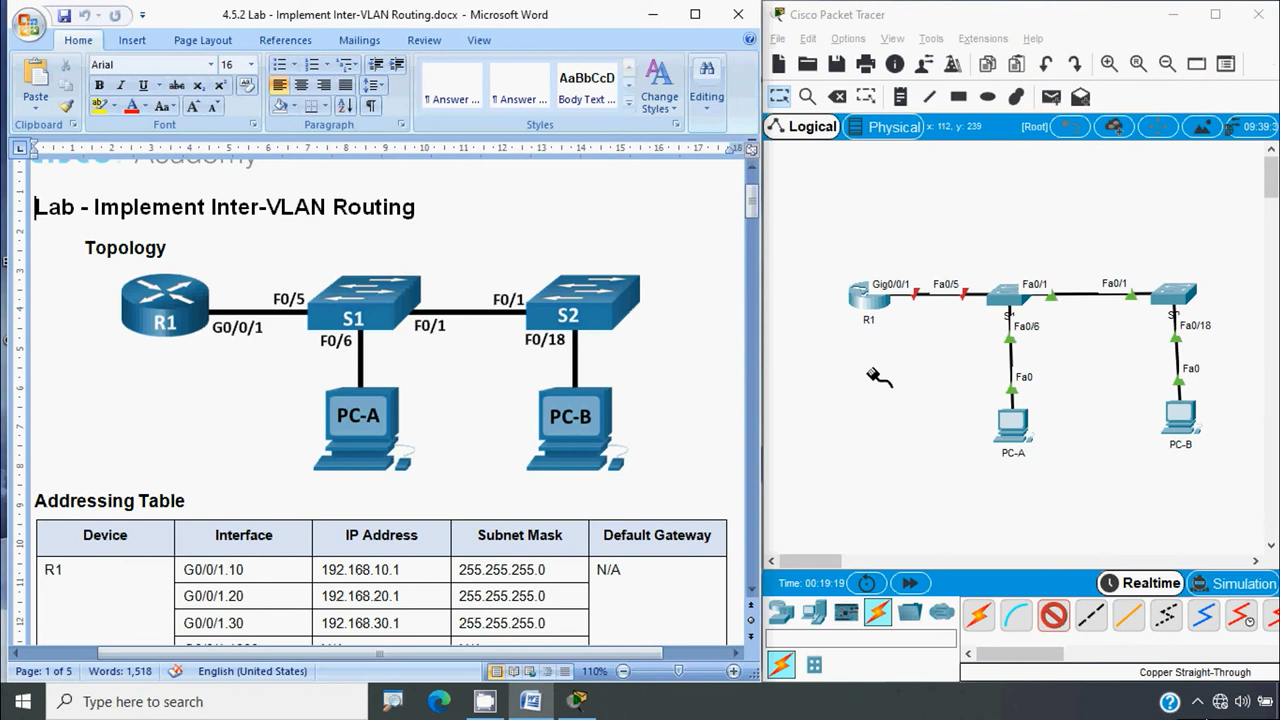 4.5.2 Lab - Implement Inter-VLAN Routing.docx - Microsoft Word
Home Insert Page Layout References Mailings Review View
Paste
Clipboard
Arial 16
B I U abc x₂ x²
Aa A A
Font
Paragraph
¶ Answer ... ¶ Answer ... AaBbCcD Body Text ...
Change Styles
Styles
Editing
Academy
Lab - Implement Inter-VLAN Routing
Topology
R1
G0/0/1
F0/5
S1
F0/1
F0/1
S2
F0/6
F0/18
PC-A
PC-B
Addressing Table
Device Interface IP Address Subnet Mask Default Gateway
R1 G0/0/1.10 192.168.10.1 255.255.255.0 N/A
G0/0/1.20 192.168.20.1 255.255.255.0
G0/0/1.30 192.168.30.1 255.255.255.0
Page: 1 of 5 Words: 1,518 English (United States) 110%
Cisco Packet Tracer
File Edit Options View Tools Extensions Help
Logical Physical x: 112, y: 239 [Root] 09:39:3
Gig0/0/1 Fa0/5 Fa0/1 Fa0/1
R1
Fa0/6 Fa0/18
Fa0 Fa0
PC-A
PC-B
Time: 00:19:19 Realtime Simulation
Copper Straight-Through
Type here to search